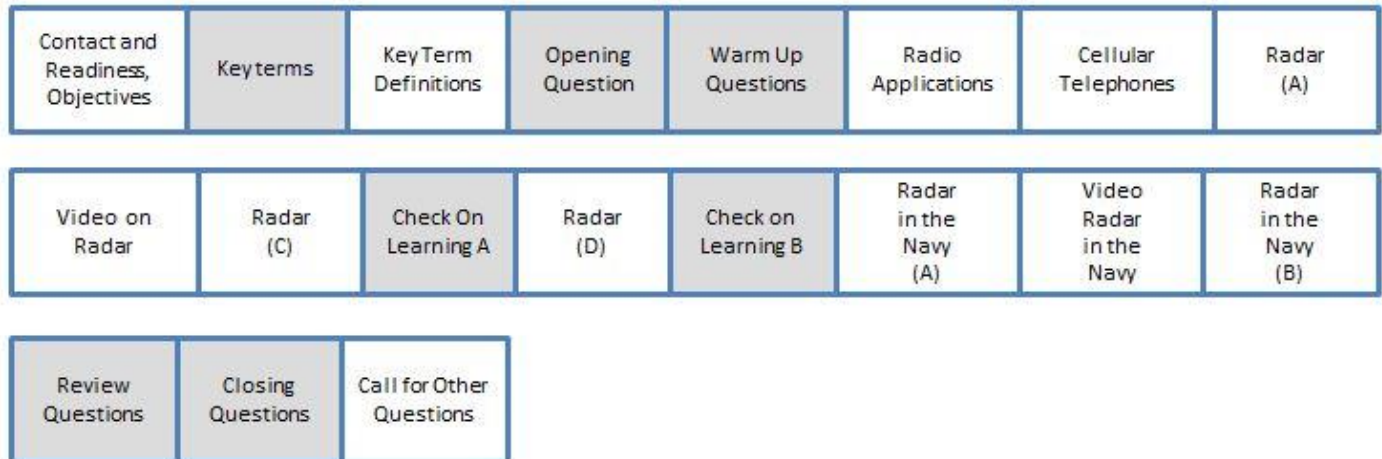 Contact and
Readiness,
Objectives
Key terms
Key Term
Definitions
Opening
Question
Warm Up
Questions
Radio
Applications
Cellular
Telephones
Radar
(A)
Video on
Radar
Radar
(C)
Check On
Learning A
Radar
(D)
Check on
Learning B
Radar
in the
Navy
(A)
Video
Radar
in the
Navy
Radar
in the
Navy
(B)
Review
Questions
Closing
Questions
Call for Other
Questions